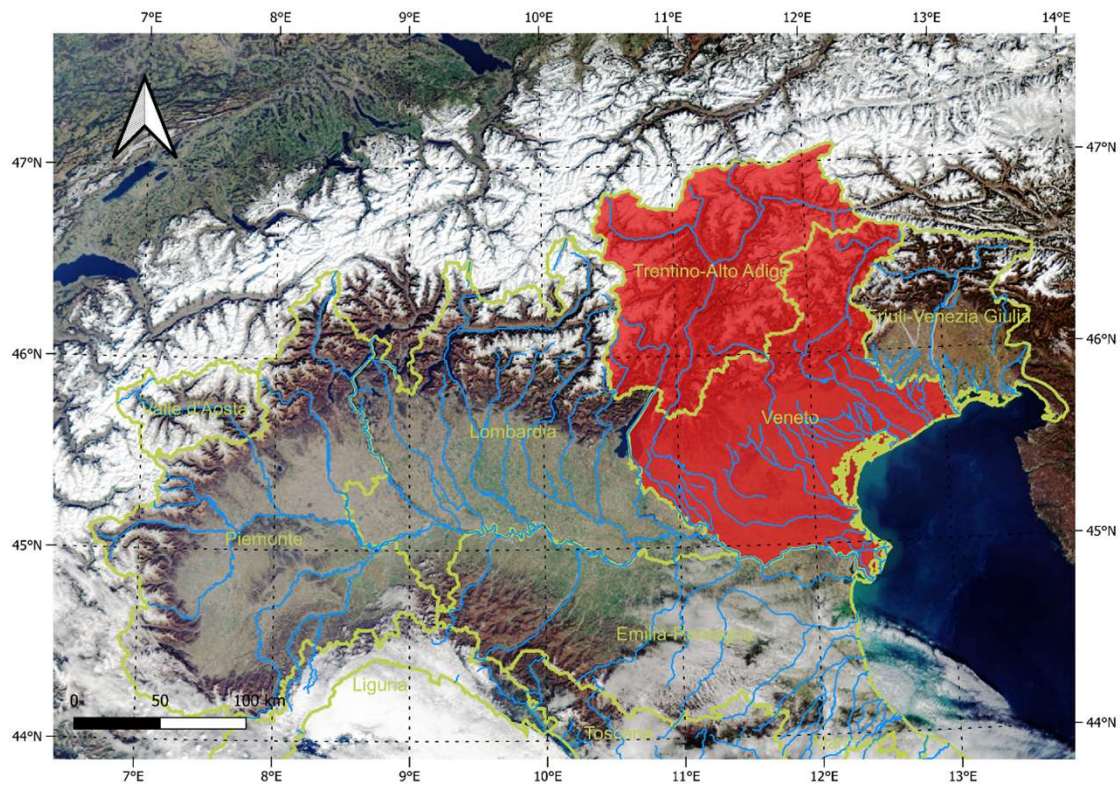 7°E 8°E 9°E 10°E 11°E 12°E 13°E 14°E
47°N 47°N
Trentino-Alto Adige
Friuli-Venezia Giulia
46°N 46°N
Valle d'Aosta
Lombardia
Veneto
45°N 45°N
Piemonte
Emilia-Romagna
Liguria
0 50 100 km
Toscana
44°N 44°N
7°E 8°E 9°E 10°E 11°E 12°E 13°E